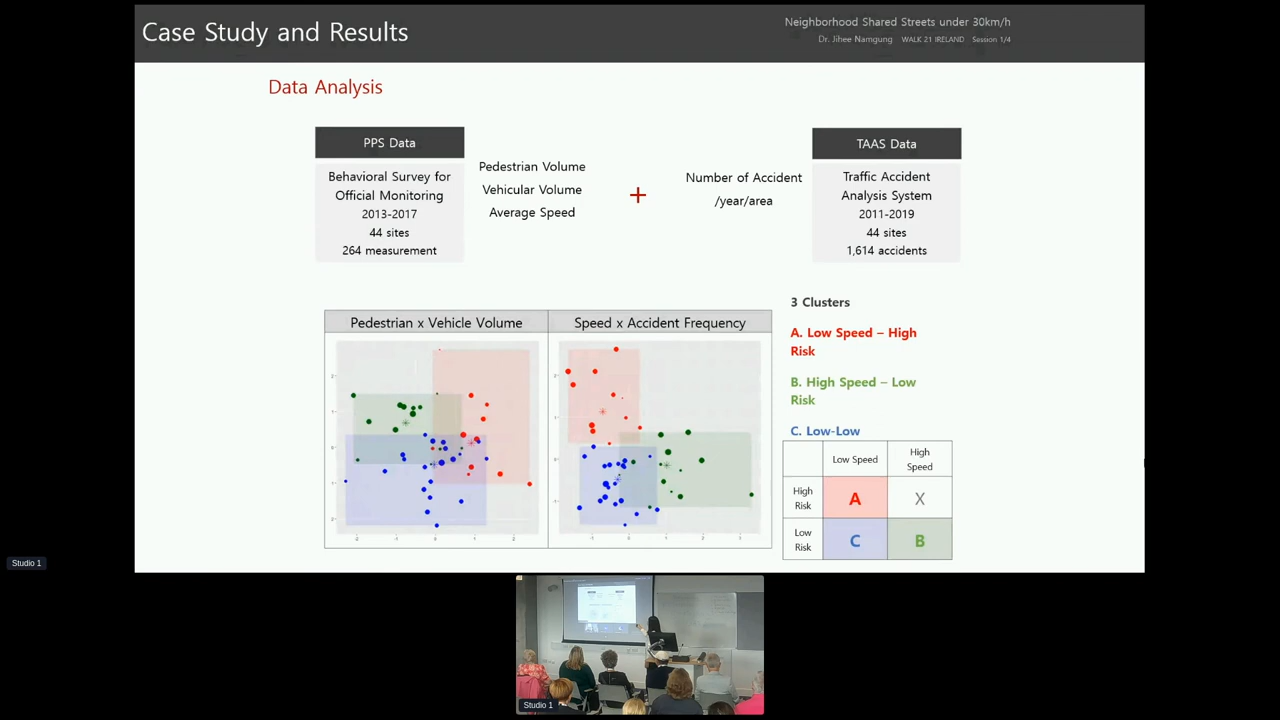 Case Study and Results
Neighborhood Shared Streets under 30km/h
Dr. Jihee Namgung WALK 21 IRELAND Session 1/4
Data Analysis
PPS Data
Behavioral Survey for
Official Monitoring
2013-2017
44 sites
264 measurement
Pedestrian Volume
Vehicular Volume
Average Speed
+
Number of Accident
/year/area
TAAS Data
Traffic Accident
Analysis System
2011-2019
44 sites
1,614 accidents
Pedestrian x Vehicle Volume
Speed x Accident Frequency
3 Clusters
A. Low Speed – High
Risk
B. High Speed – Low
Risk
C. Low-Low
Low Speed
High
Speed
High
Risk
A
X
Low
Risk
C
B
Studio 1
Studio 1